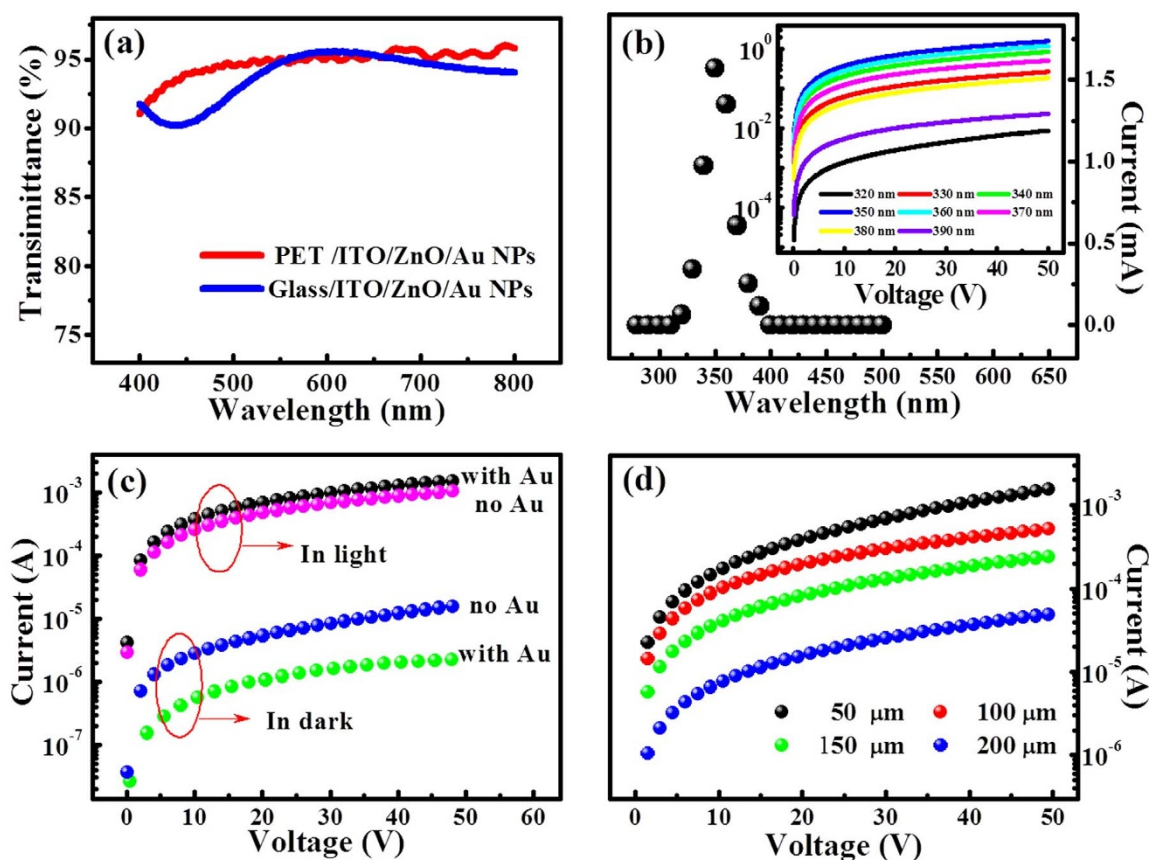 (a)
Transimittance (%)
95
90
85
80
75
PET /ITO/ZnO/Au NPs
Glass/ITO/ZnO/Au NPs
400 500 600 700 800
Wavelength (nm)
(b)
10^0
10^-2
10^-4
320 nm 330 nm 340 nm
350 nm 360 nm 370 nm
380 nm 390 nm
0 10 20 30 40 50
Voltage (V)
1.5
1.0
0.5
0.0
Current (mA)
300 350 400 450 500 550 600 650
Wavelength (nm)
(c)
Current (A)
10^-3
10^-4
10^-5
10^-6
10^-7
with Au
no Au
In light
no Au
with Au
In dark
0 10 20 30 40 50 60
Voltage (V)
(d)
10^-3
10^-4
10^-5
10^-6
Current (A)
50 μm 100 μm
150 μm 200 μm
0 10 20 30 40 50
Voltage (V)